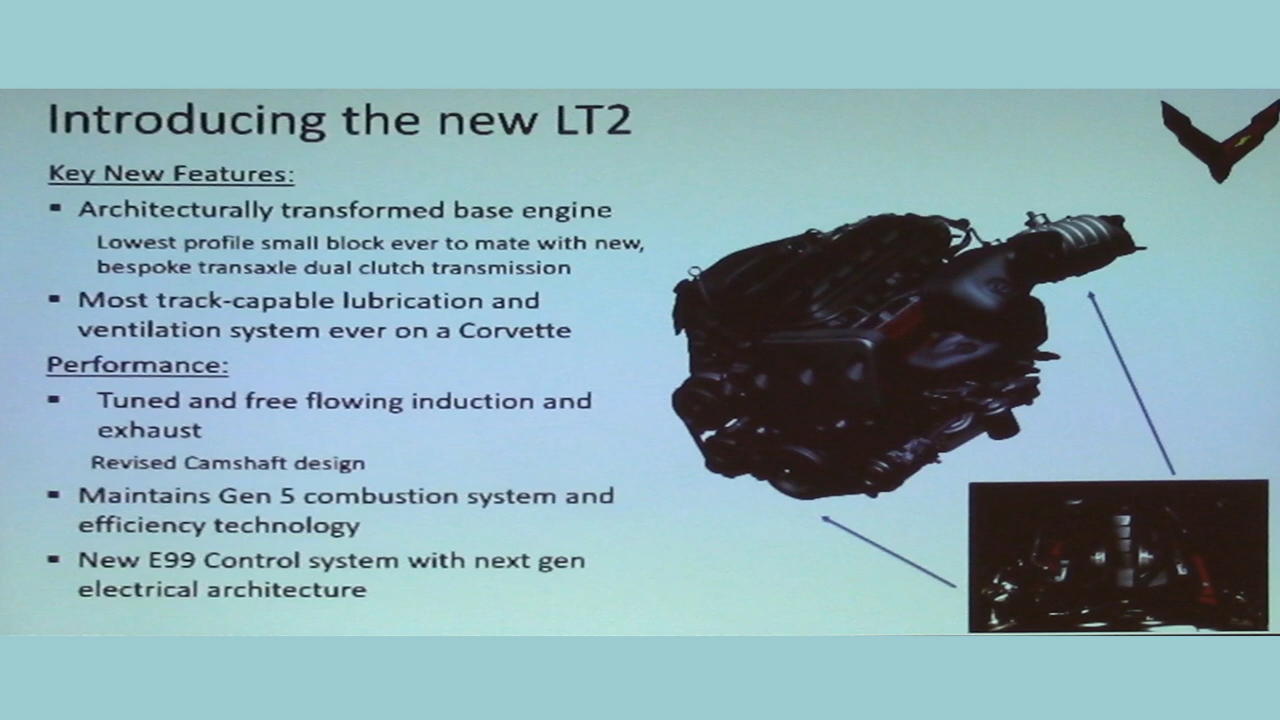 Introducing the new LT2
Key New Features:
▪ Architecturally transformed base engine
Lowest profile small block ever to mate with new,
bespoke transaxle dual clutch transmission
▪ Most track-capable lubrication and
ventilation system ever on a Corvette
Performance:
▪ Tuned and free flowing induction and
exhaust
Revised Camshaft design
▪ Maintains Gen 5 combustion system and
efficiency technology
▪ New E99 Control system with next gen
electrical architecture